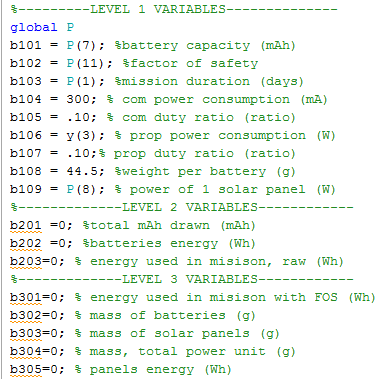 %---------LEVEL 1 VARIABLES--------------
global P
b101 = P(7); %battery capacity (mAh)
b102 = P(11); %factor of safety
b103 = P(1); %mission duration (days)
b104 = 300; % com power consumption (mA)
b105 = .10; % com duty ratio (ratio)
b106 = y(3); % prop power consumption (W)
b107 = .10;% prop duty ratio (ratio)
b108 = 44.5; %weight per battery (g)
b109 = P(8); % power of 1 solar panel (W)
%-------------LEVEL 2 VARIABLES------------
b201 =0; %total mAh drawn (mAh)
b202 =0; %batteries energy (Wh)
b203=0; % energy used in misison, raw (Wh)
%-------------LEVEL 3 VARIABLES------------
b301=0; % energy used in misison with FOS (Wh)
b302=0; % mass of batteries (g)
b303=0; % mass of solar panels (g)
b304=0; % mass, total power unit (g)
b305=0; % panels energy (Wh)